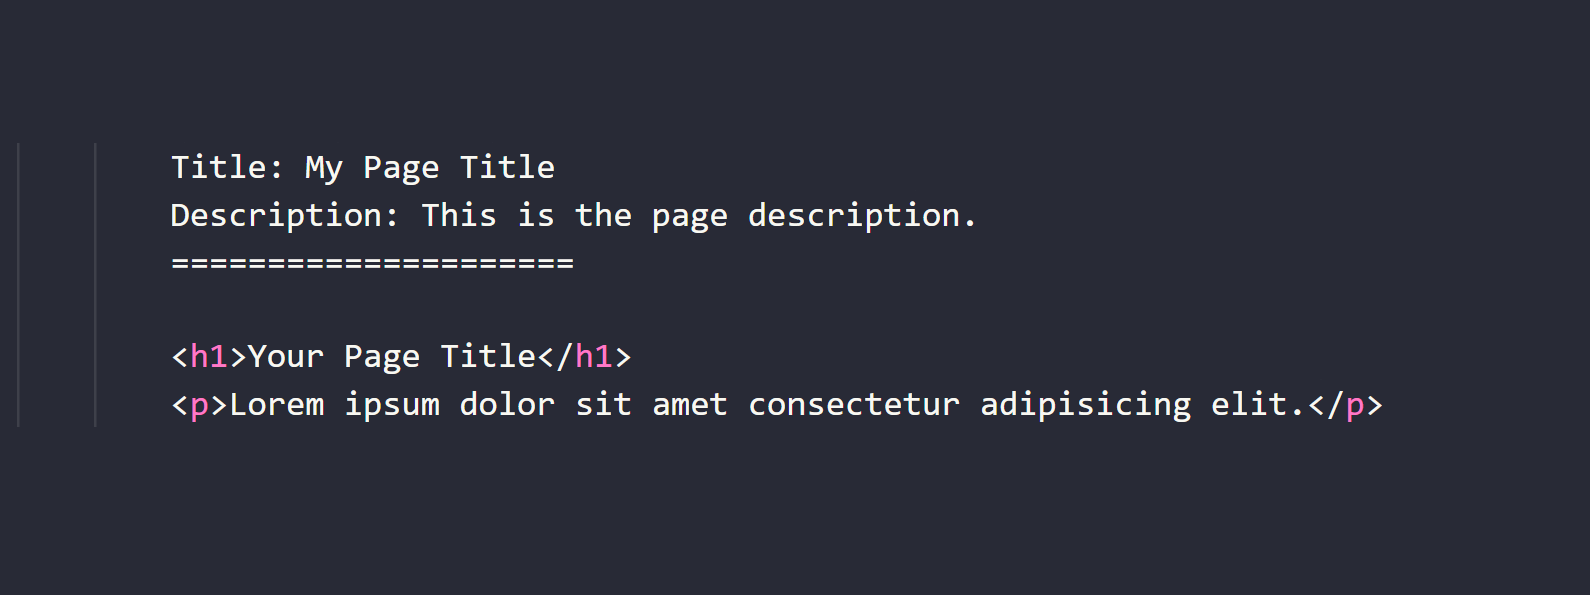 Title: My Page Title
Description: This is the page description.
=====================
<h1>Your Page Title</h1>
<p>Lorem ipsum dolor sit amet consectetur adipisicing elit.</p>